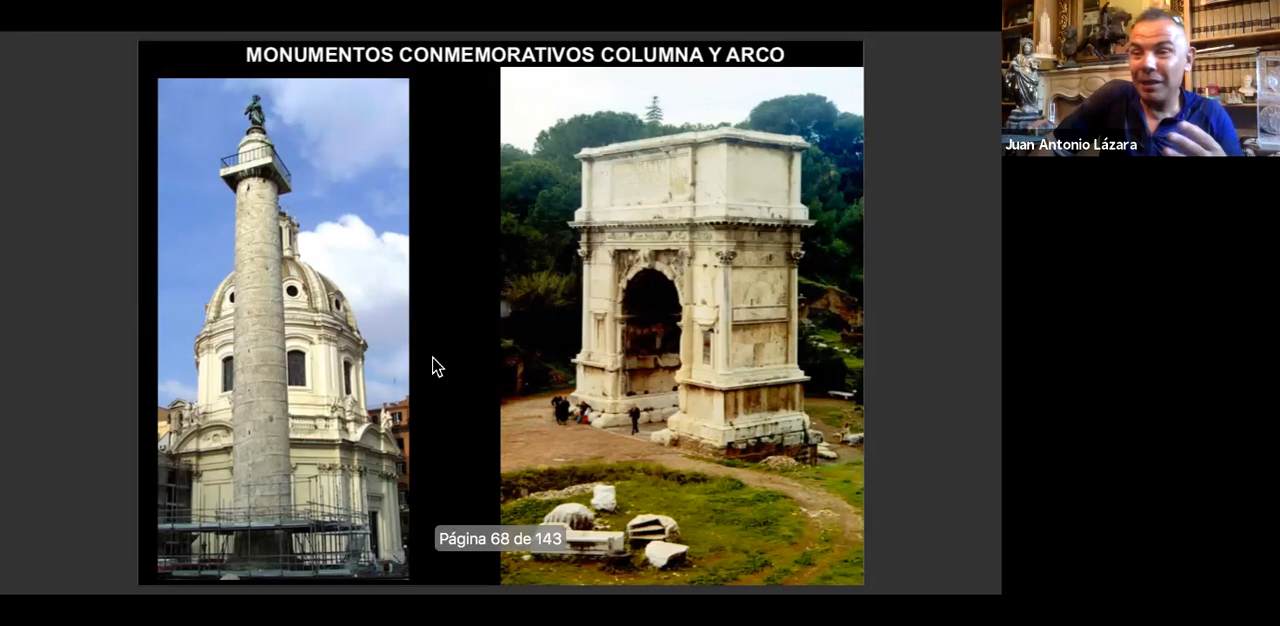 MONUMENTOS CONMEMORATIVOS COLUMNA Y ARCO
Juan Antonio Lázara
Página 68 de 143